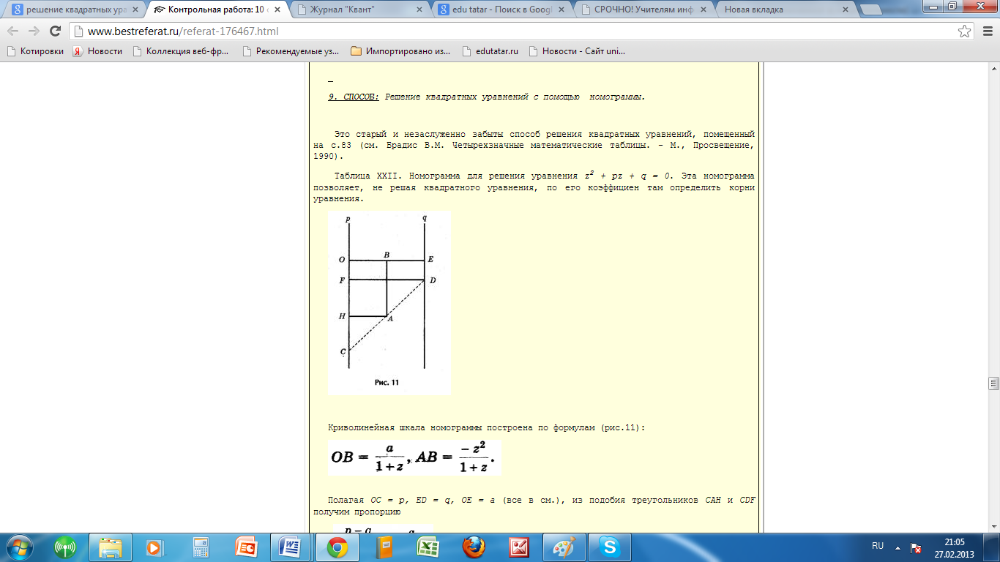 решение квадратных ура
Контрольная работа: 10 с
Журнал "Квант"
edu tatar - Поиск в Googl
СРОЧНО! Учителям инф
Новая вкладка
www.bestreferat.ru/referat-176467.html
Котировки
Новости
Коллекция веб-фр...
Рекомендуемые уз...
Импортировано из...
edutatar.ru
Новости - Сайт uni...
9. СПОСОБ: Решение квадратных уравнений с помощью номограммы.
Это старый и незаслуженно забыты способ решения квадратных уравнений, помещенный
на с.83 (см. Брадис В.М. Четырехзначные математические таблицы. - М., Просвещение,
1990).
Таблица XXII. Номограмма для решения уравнения z² + pz + q = 0. Эта номограмма
позволяет, не решая квадратного уравнения, по его коэффициен там определить корни
уравнения.
p q
O B E
F D
H A
C
Рис. 11
Криволинейная шкала номограммы построена по формулам (рис.11):
OB = a / 1 + z, AB = − z² / 1 + z.
Полагая OC = p, ED = q, OE = a (все в см.), из подобия треугольников CAH и CDF
получим пропорцию
p − q a
RU
21:05
27.02.2013